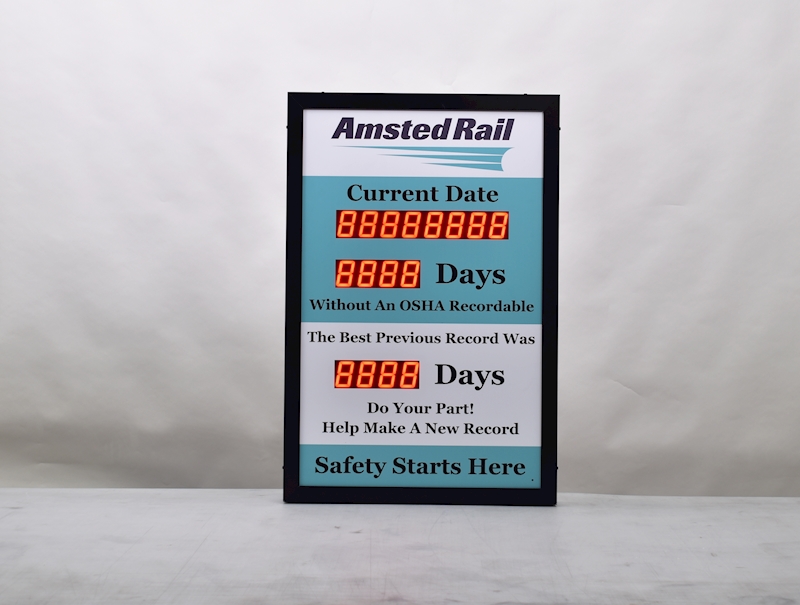 Amsted Rail
Current Date
88888888
8888 Days
Without An OSHA Recordable
The Best Previous Record Was
8888 Days
Do Your Part!
Help Make A New Record
Safety Starts Here